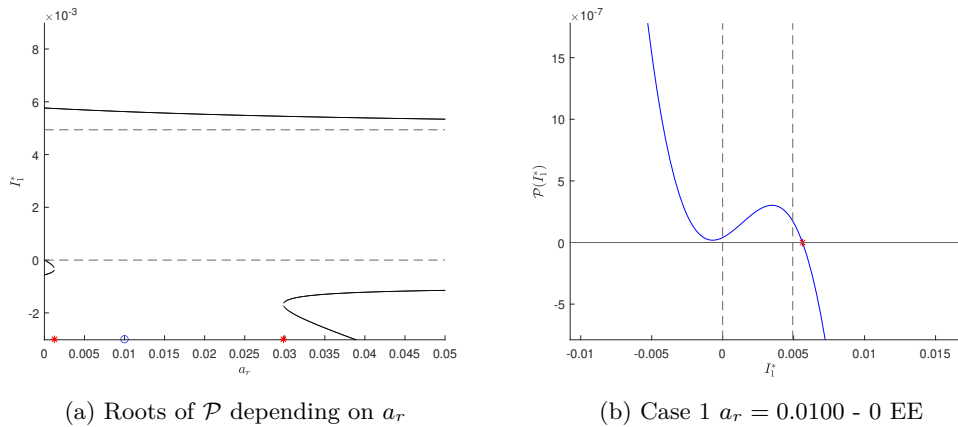 ×10⁻³
8
6
4
2
0
-2
I₁*
0 0.005 0.01 0.015 0.02 0.025 0.03 0.035 0.04 0.045 0.05
aᵣ
(a) Roots of 𝒫 depending on aᵣ
×10⁻⁷
15
10
5
0
-5
𝒫(I₁*)
-0.01 -0.005 0 0.005 0.01 0.015
I₁*
(b) Case 1 aᵣ = 0.0100 - 0 EE